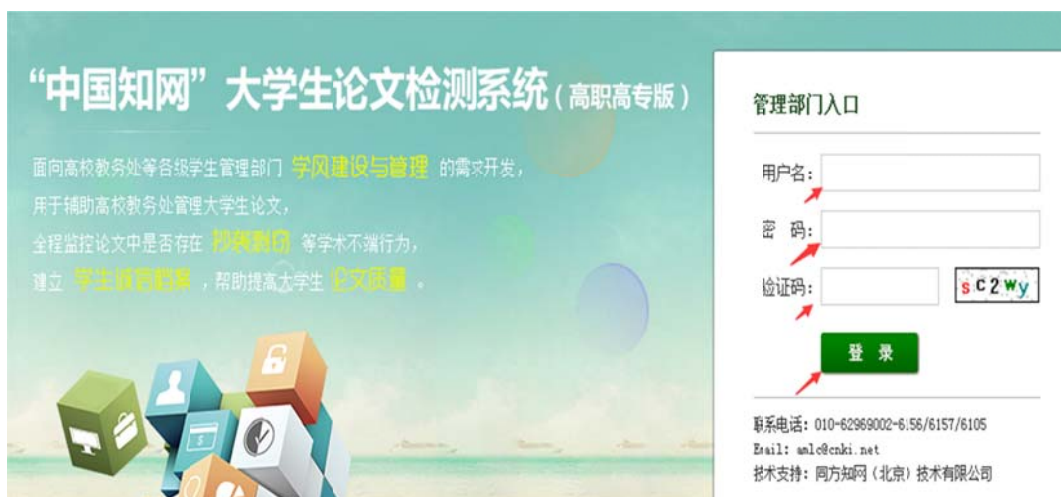 “中国知网”大学生论文检测系统(高职高专版)
面向高校教务处等各级学生管理部门 学风建设与管理 的需求开发，
用于辅助高校教务处管理大学生论文，
全程监控论文中是否存在 抄袭剽窃 等学术不端行为，
建立 学生诚信档案 ，帮助提高大学生 论文质量 。
管理部门入口
用户名：
密 码：
验证码：
sc2wy
登 录
联系电话：010-62969002-6156/6157/6105
Email: amlc@cnki.net
技术支持：同方知网（北京）技术有限公司